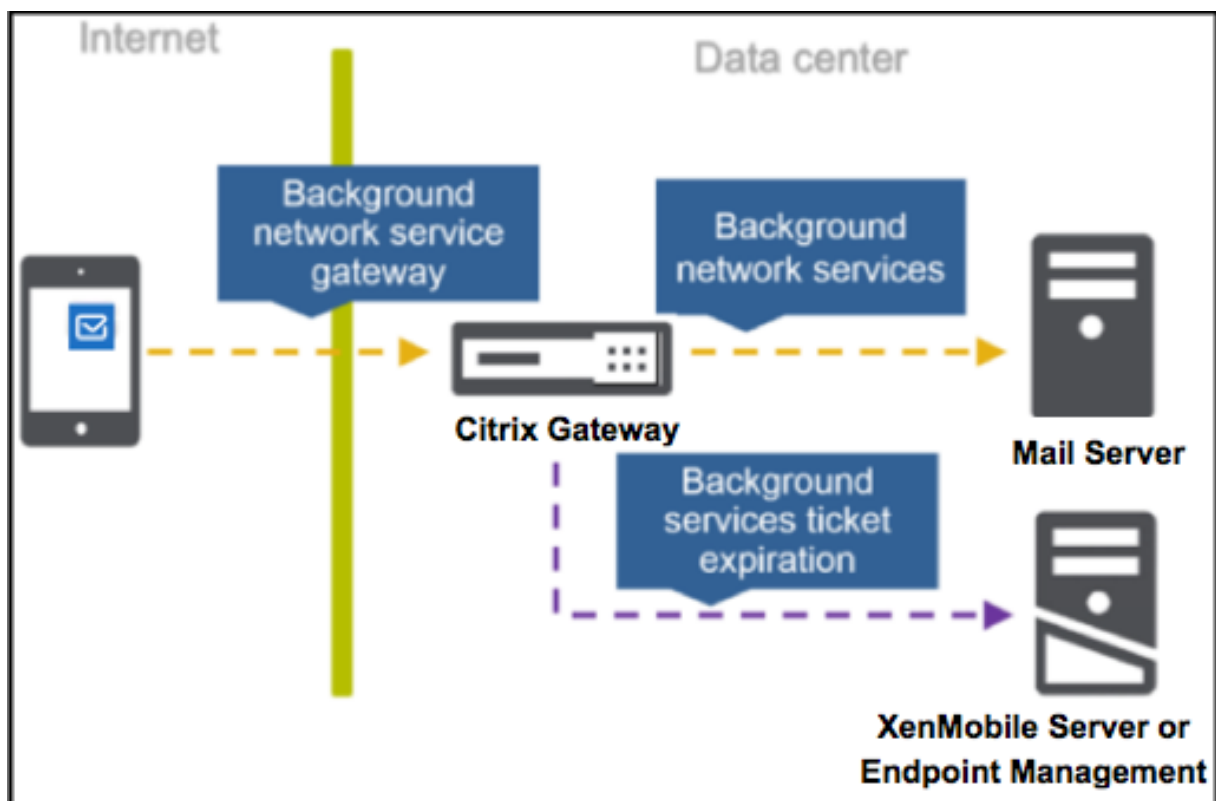 Internet
Data center
Background
network service
gateway
Background
network services
Citrix Gateway
Mail Server
Background
services ticket
expiration
XenMobile Server or
Endpoint Management